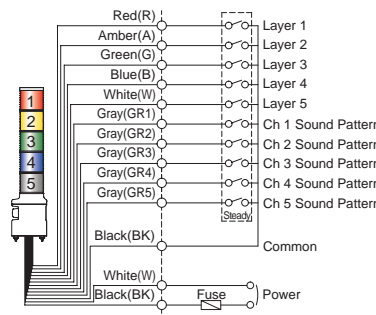 Red(R) Layer 1
Amber(A) Layer 2
Green(G) Layer 3
Blue(B) Layer 4
White(W) Layer 5
Gray(GR1) Ch 1 Sound Pattern
Gray(GR2) Ch 2 Sound Pattern
Gray(GR3) Ch 3 Sound Pattern
Gray(GR4) Ch 4 Sound Pattern
Gray(GR5) Ch 5 Sound Pattern
Steady
1
2
3
4
5
Black(BK) Common
White(W)
Black(BK) Fuse Power